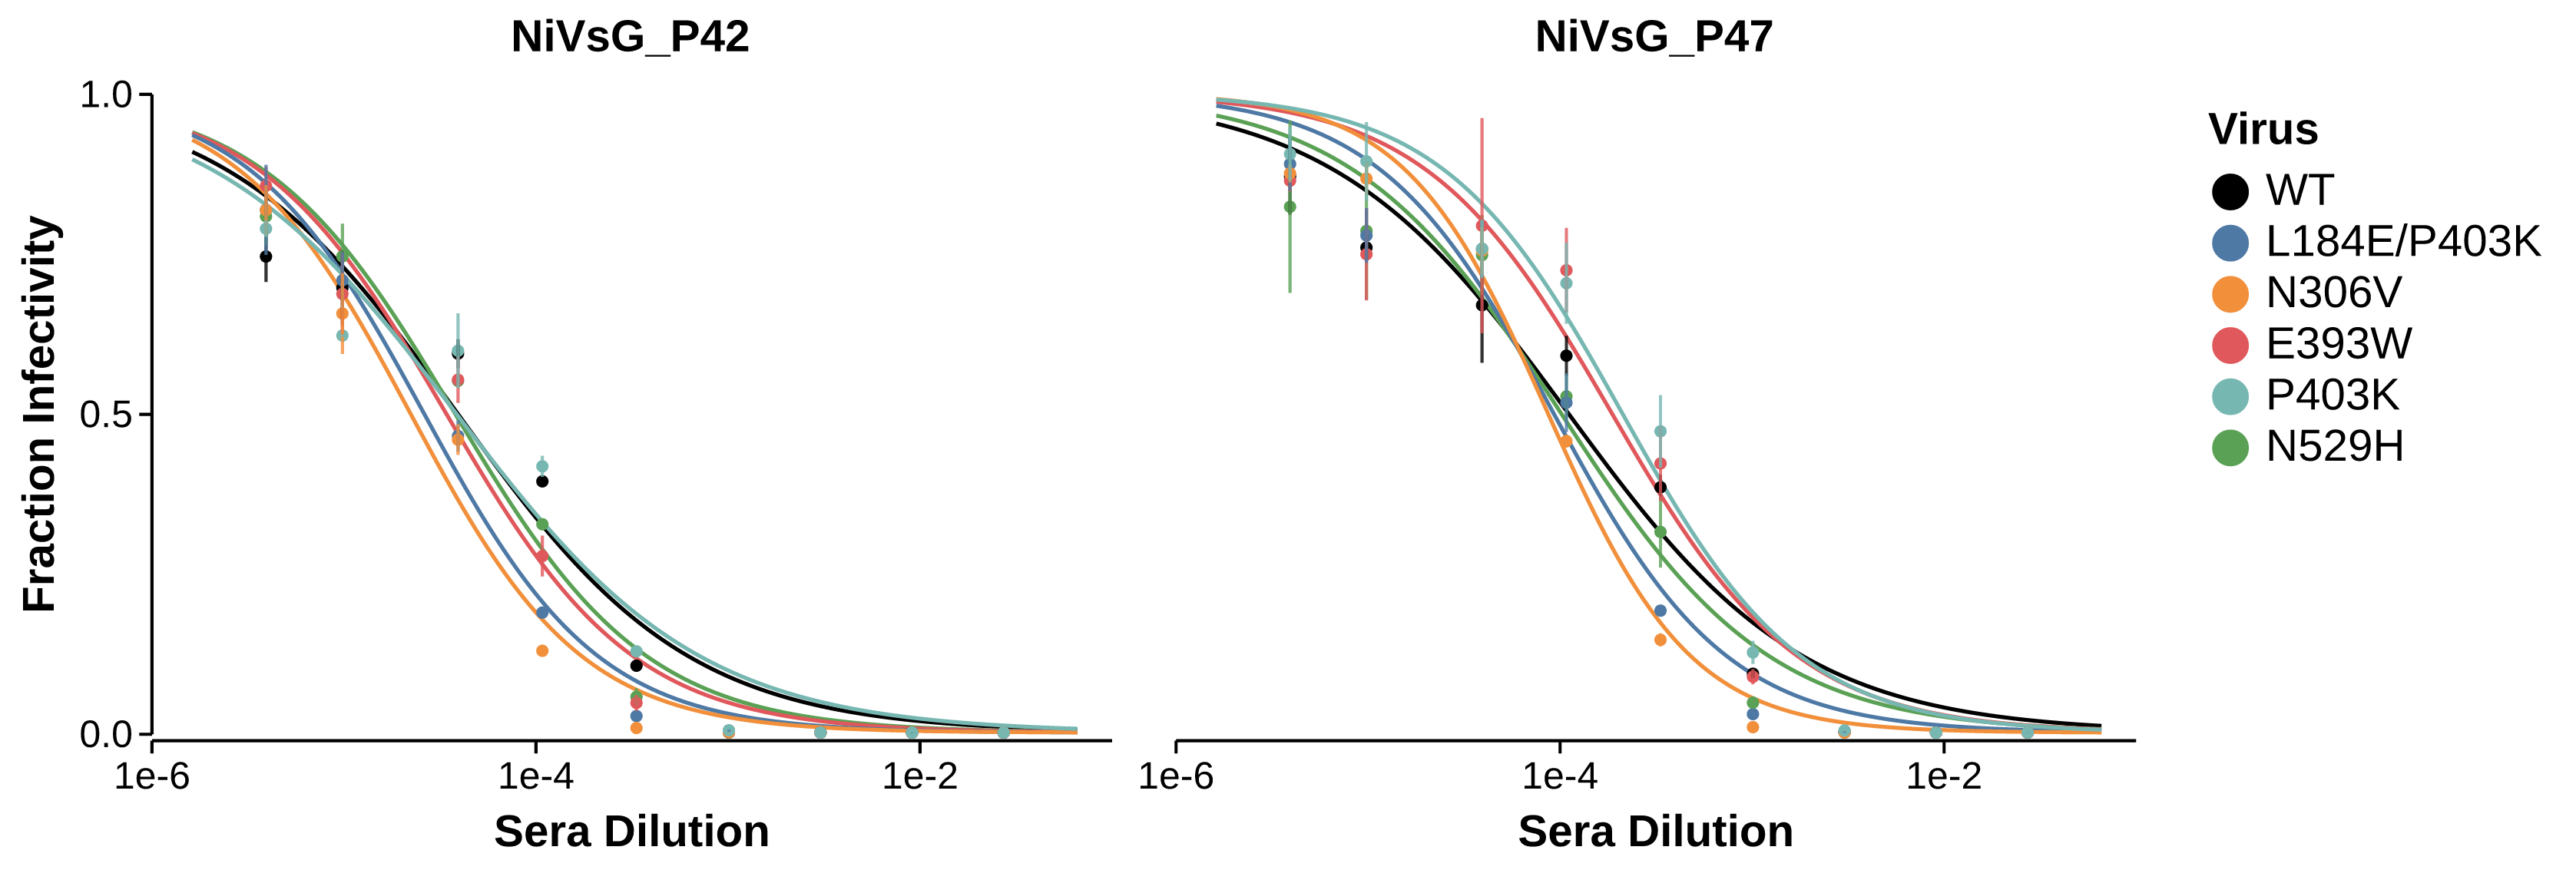 NiVsG_P42
NiVsG_P47
Fraction Infectivity
1.0
0.5
0.0
1e-6
1e-4
1e-2
1e-6
1e-4
1e-2
Sera Dilution
Sera Dilution
Virus
WT
L184E/P403K
N306V
E393W
P403K
N529H